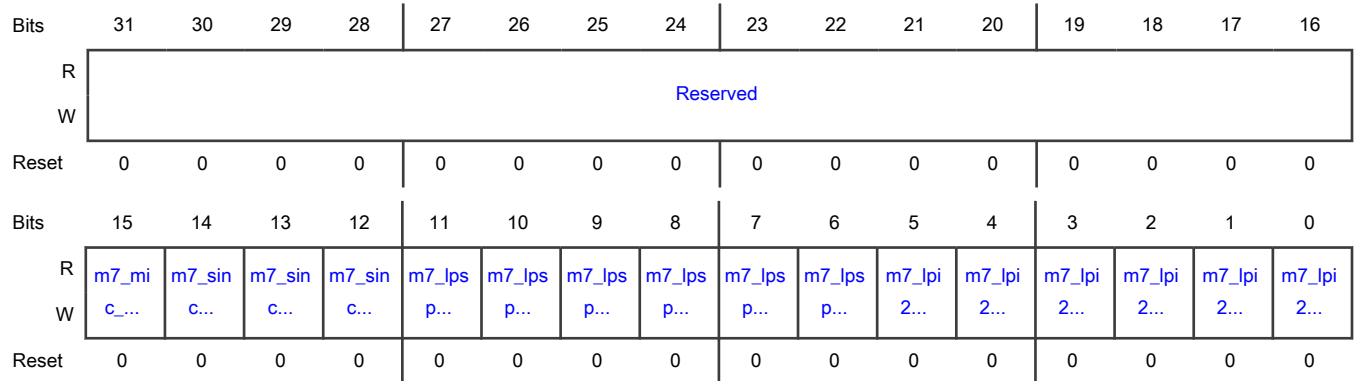 Bits 31 30 29 28 27 26 25 24 23 22 21 20 19 18 17 16
R
Reserved
W
Reset 0 0 0 0 0 0 0 0 0 0 0 0 0 0 0 0
Bits 15 14 13 12 11 10 9 8 7 6 5 4 3 2 1 0
R m7_mi m7_sin m7_sin m7_sin m7_lps m7_lps m7_lps m7_lps m7_lps m7_lps m7_lpi m7_lpi m7_lpi m7_lpi m7_lpi m7_lpi
W c_... c... c... c... p... p... p... p... p... p... 2... 2... 2... 2... 2... 2...
Reset 0 0 0 0 0 0 0 0 0 0 0 0 0 0 0 0